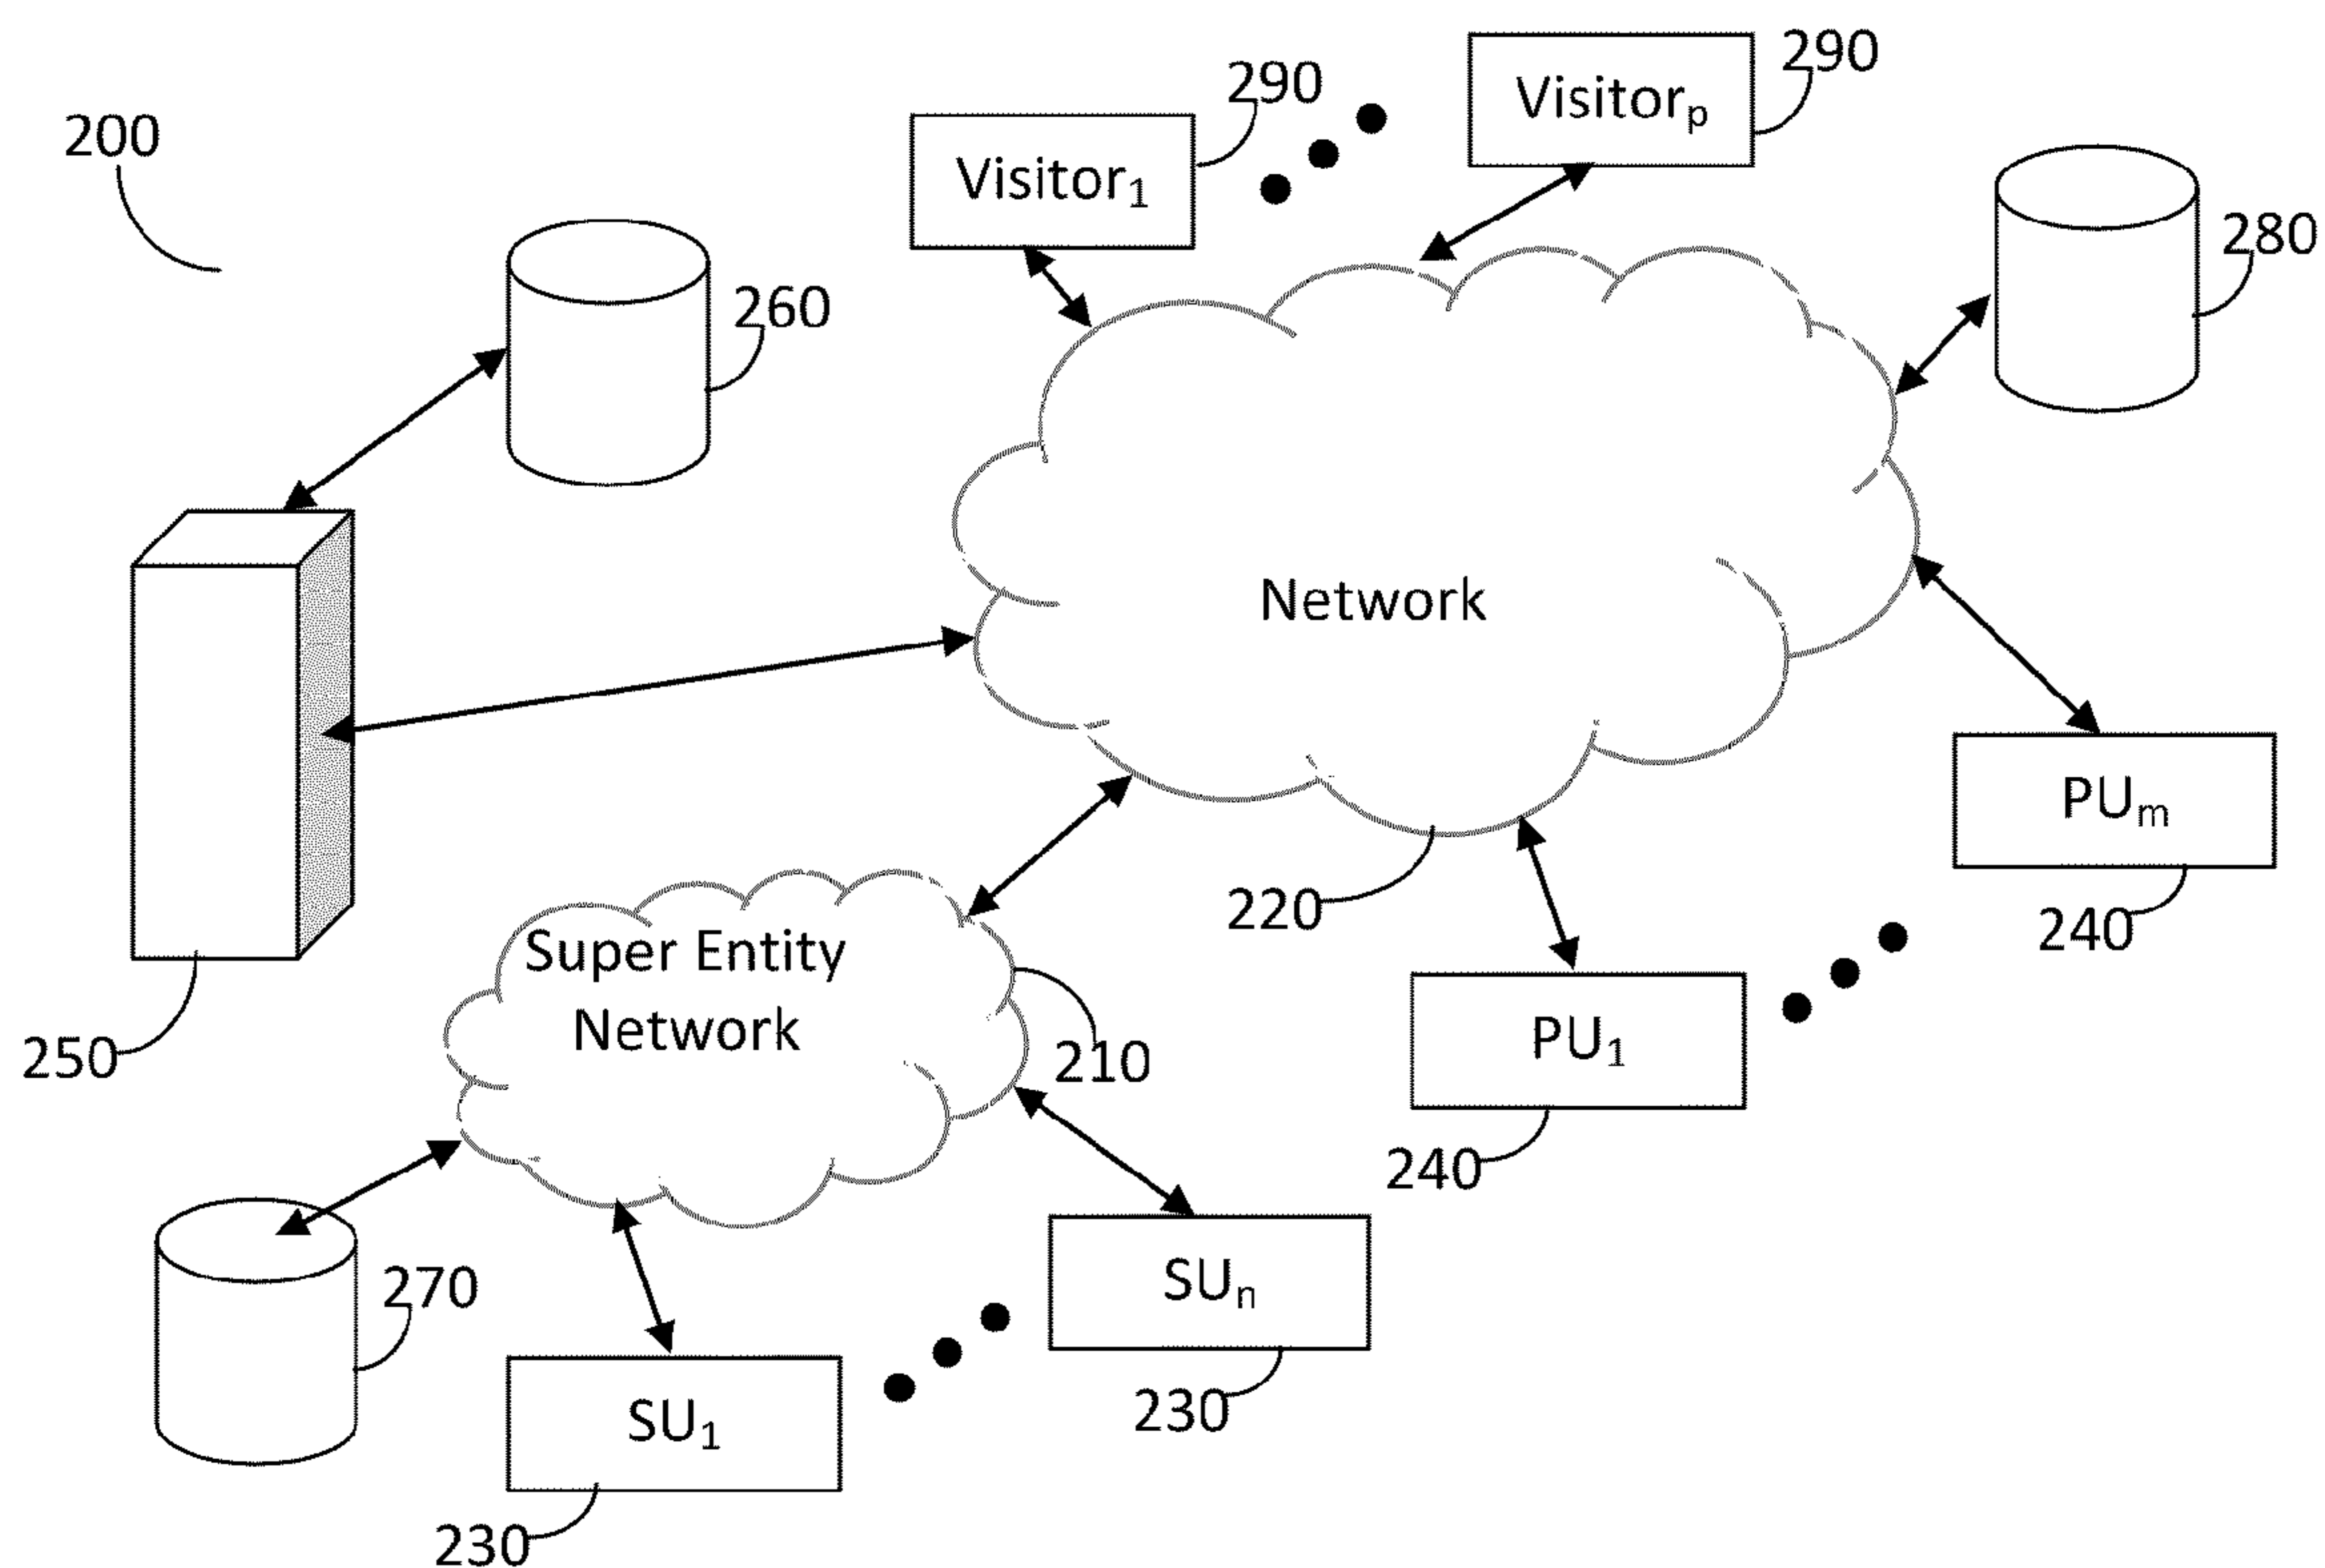 290
Visitorₚ
290
200
Visitor₁
280
260
Network
PUₘ
220
240
Super Entity
Network
PU₁
250
210
240
270
SUₙ
230
SU₁
230